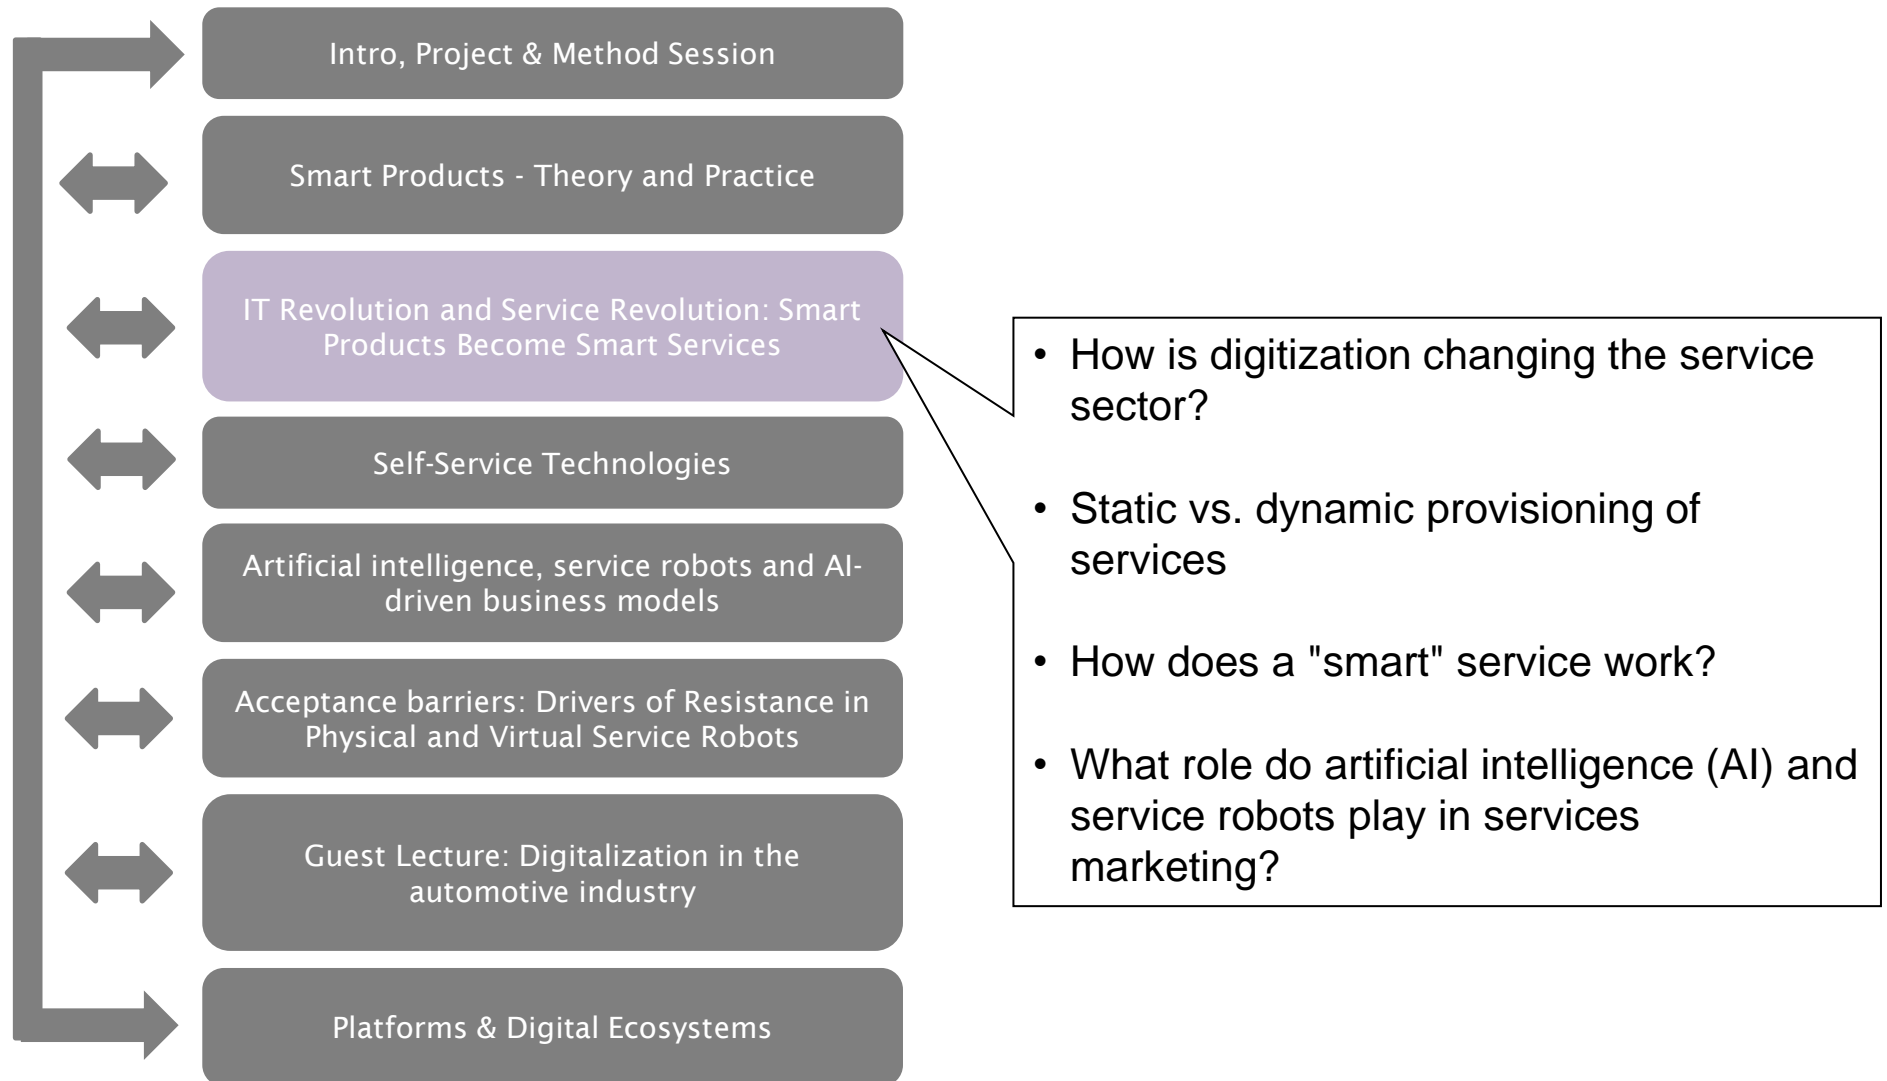 Intro, Project & Method Session
Smart Products - Theory and Practice
IT Revolution and Service Revolution: Smart
Products Become Smart Services
Self-Service Technologies
Artificial intelligence, service robots and AI-
driven business models
Acceptance barriers: Drivers of Resistance in
Physical and Virtual Service Robots
Guest Lecture: Digitalization in the
automotive industry
Platforms & Digital Ecosystems
• How is digitization changing the service
sector?
• Static vs. dynamic provisioning of
services
• How does a "smart" service work?
• What role do artificial intelligence (AI) and
service robots play in services
marketing?